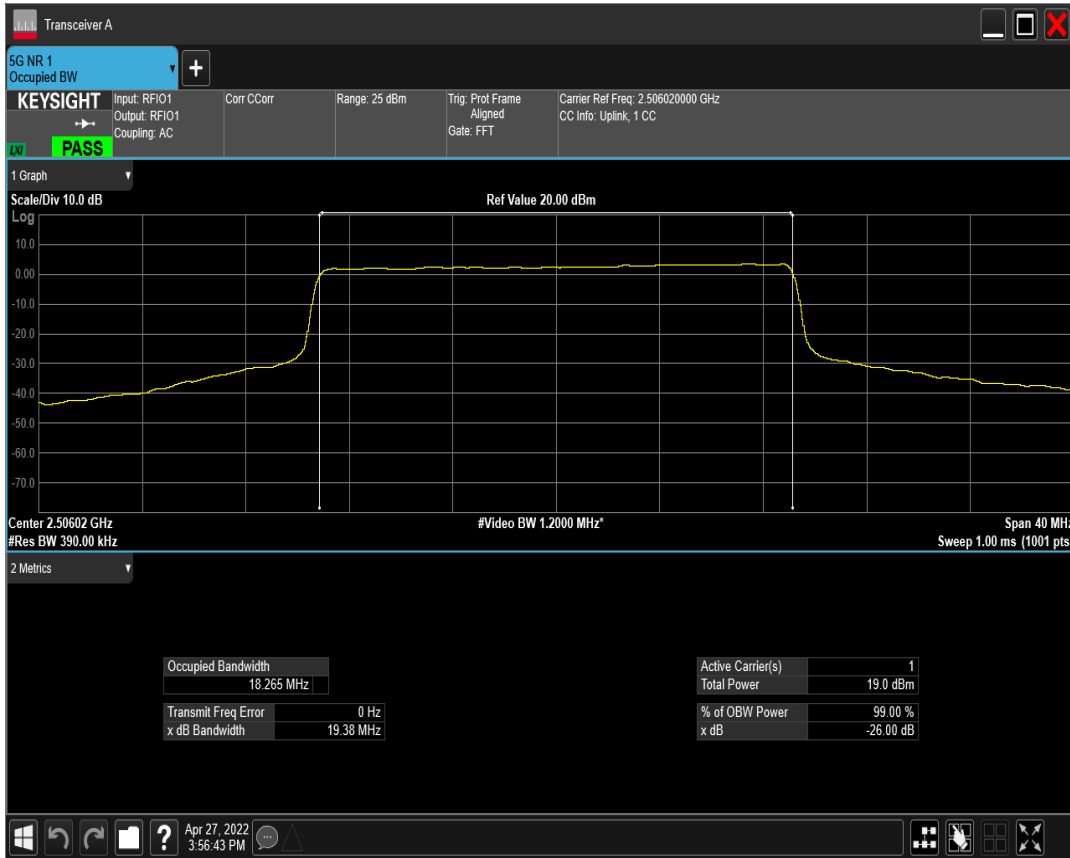 Transceiver A
5G NR 1
Occupied BW
+
KEYSIGHT
LXI
PASS
Input: RFIO1
Output: RFIO1
Coupling: AC
Corr CCorr
Range: 25 dBm
Trig: Prot Frame
Aligned
Gate: FFT
Carrier Ref Freq: 2.506020000 GHz
CC Info: Uplink, 1 CC
1 Graph
Scale/Div 10.0 dB
Ref Value 20.00 dBm
Log
10.0
0.00
-10.0
-20.0
-30.0
-40.0
-50.0
-60.0
-70.0
Center 2.50602 GHz
#Video BW 1.2000 MHz*
Span 40 MHz
#Res BW 390.00 kHz
Sweep 1.00 ms (1001 pts
2 Metrics
Occupied Bandwidth
18.265 MHz
Transmit Freq Error 0 Hz
x dB Bandwidth 19.38 MHz
Active Carrier(s) 1
Total Power 19.0 dBm
% of OBW Power 99.00 %
x dB -26.00 dB
?
Apr 27, 2022
3:56:43 PM